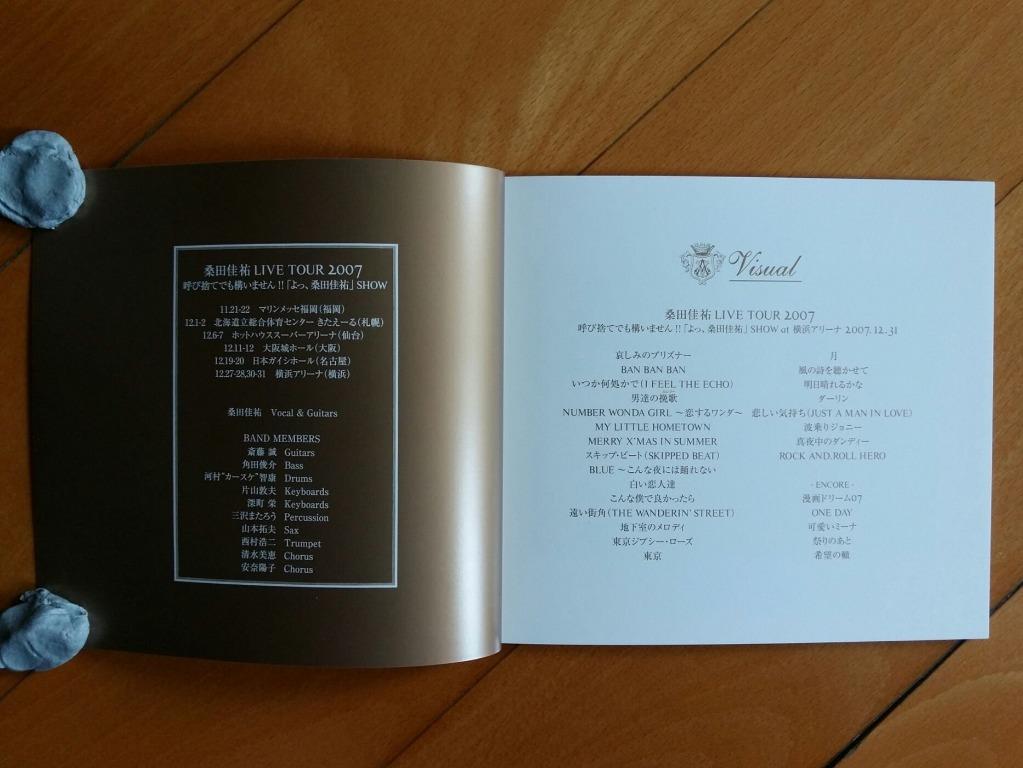 桑田佳祐 LIVE TOUR 2007
呼び捨てでも構いません!!「よっ、桑田佳祐」SHOW
11.21-22 マリンメッセ福岡(福岡)
12.1-2 北海道立総合体育センター きたえーる(札幌)
12.6-7 ホットハウススーパーアリーナ(仙台)
12.11-12 大阪城ホール(大阪)
12.19-20 日本ガイシホール(名古屋)
12.27-28,30-31 横浜アリーナ(横浜)
桑田佳祐 Vocal & Guitars
BAND MEMBERS
斎藤 誠 Guitars
角田俊介 Bass
河村"カースケ"智康 Drums
片山敦夫 Keyboards
深町 栄 Keyboards
三沢またろう Percussion
山本拓夫 Sax
西村浩二 Trumpet
清水美恵 Chorus
安奈陽子 Chorus
Visual
桑田佳祐 LIVE TOUR 2007
呼び捨てでも構いません!!「よっ、桑田佳祐」SHOW at 横浜アリーナ 2007.12.31
哀しみのプリズナー
BAN BAN BAN
いつか何処かで(I FEEL THE ECHO)
男達の挽歌
NUMBER WONDA GIRL ～恋するワンダ～
MY LITTLE HOMETOWN
MERRY X'MAS IN SUMMER
スキップ・ビート(SKIPPED BEAT)
BLUE ～こんな夜には踊れない
白い恋人達
こんな僕で良かったら
遠い街角(THE WANDERIN' STREET)
地下室のメロディ
東京ジプシー・ローズ
東京
月
風の詩を聴かせて
明日晴れるかな
ダーリン
悲しい気持ち(JUST A MAN IN LOVE)
波乗りジョニー
真夜中のダンディー
ROCK AND ROLL HERO
- ENCORE -
漫画ドリーム07
ONE DAY
可愛いミーナ
祭りのあと
希望の轍